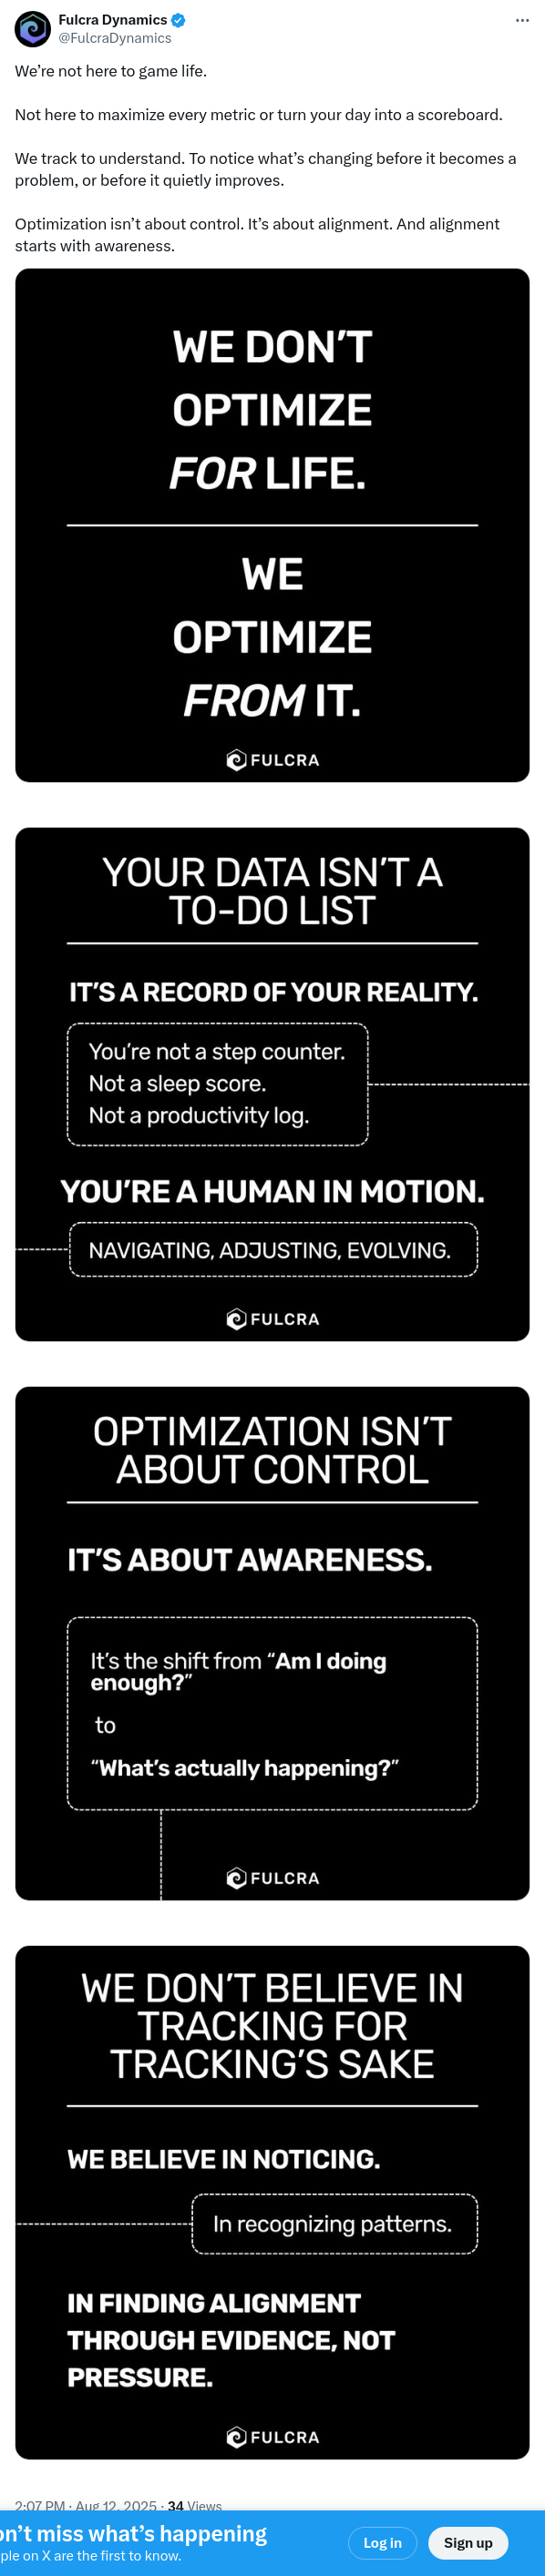 Fulcra Dynamics
@FulcraDynamics
We’re not here to game life.
Not here to maximize every metric or turn your day into a scoreboard.
We track to understand. To notice what’s changing before it becomes a
problem, or before it quietly improves.
Optimization isn’t about control. It’s about alignment. And alignment
starts with awareness.
WE DON’T
OPTIMIZE
FOR LIFE.
WE
OPTIMIZE
FROM IT.
FULCRA
YOUR DATA ISN’T A
TO-DO LIST
IT’S A RECORD OF YOUR REALITY.
You’re not a step counter.
Not a sleep score.
Not a productivity log.
YOU’RE A HUMAN IN MOTION.
NAVIGATING, ADJUSTING, EVOLVING.
FULCRA
OPTIMIZATION ISN’T
ABOUT CONTROL
IT’S ABOUT AWARENESS.
It’s the shift from “Am I doing
enough?”
to
“What’s actually happening?”
FULCRA
WE DON’T BELIEVE IN
TRACKING FOR
TRACKING’S SAKE
WE BELIEVE IN NOTICING.
In recognizing patterns.
IN FINDING ALIGNMENT
THROUGH EVIDENCE, NOT
PRESSURE.
FULCRA
2:07 PM · Aug 12, 2025 · 34 Views
on’t miss what’s happening
ple on X are the first to know.
Log in
Sign up